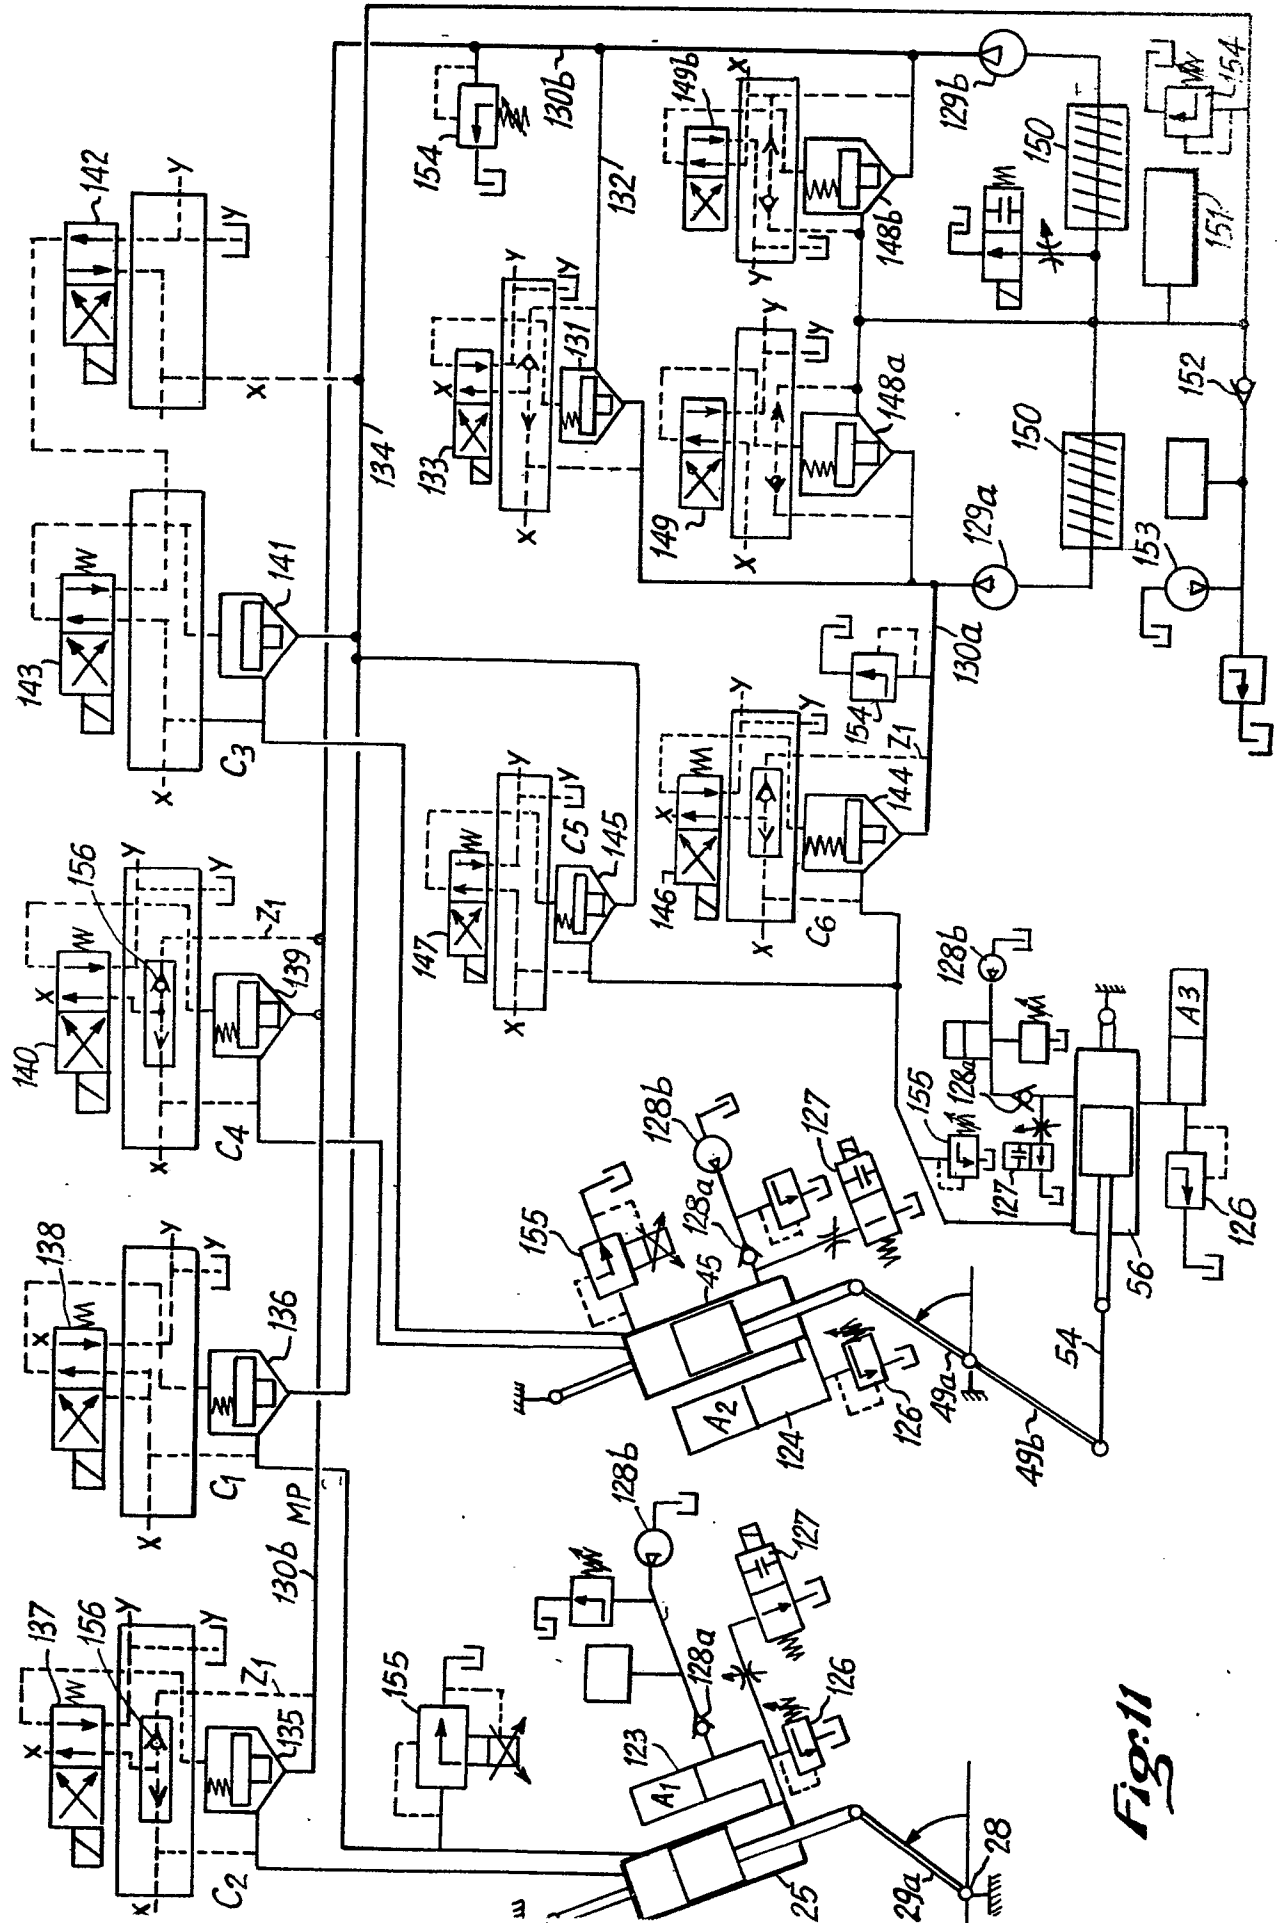 142
Y
Y
X
143
X
141
C3
134
154
130b
132
133
X
Y
Y
131
X
149b
X
Y
148b
149
Y
Y
X
148a
129b
150
154
151
150
152
129a
153
130a
140
X
Y
156
Y
Z1
139
X
C4
147
Y
Y
C5
145
X
146
X
Y
Y
154
Z1
144
X
C6
138
X
Y
Y
136
X
C1
MP
130b
137
X
156
Y
Y
Z1
135
X
C2
155
128b
128a
127
45
A2
124
126
49a
49b
54
56
155
128a
128b
127
A3
126
155
128b
128a
127
123
A1
126
25
29a
28
Fig:11